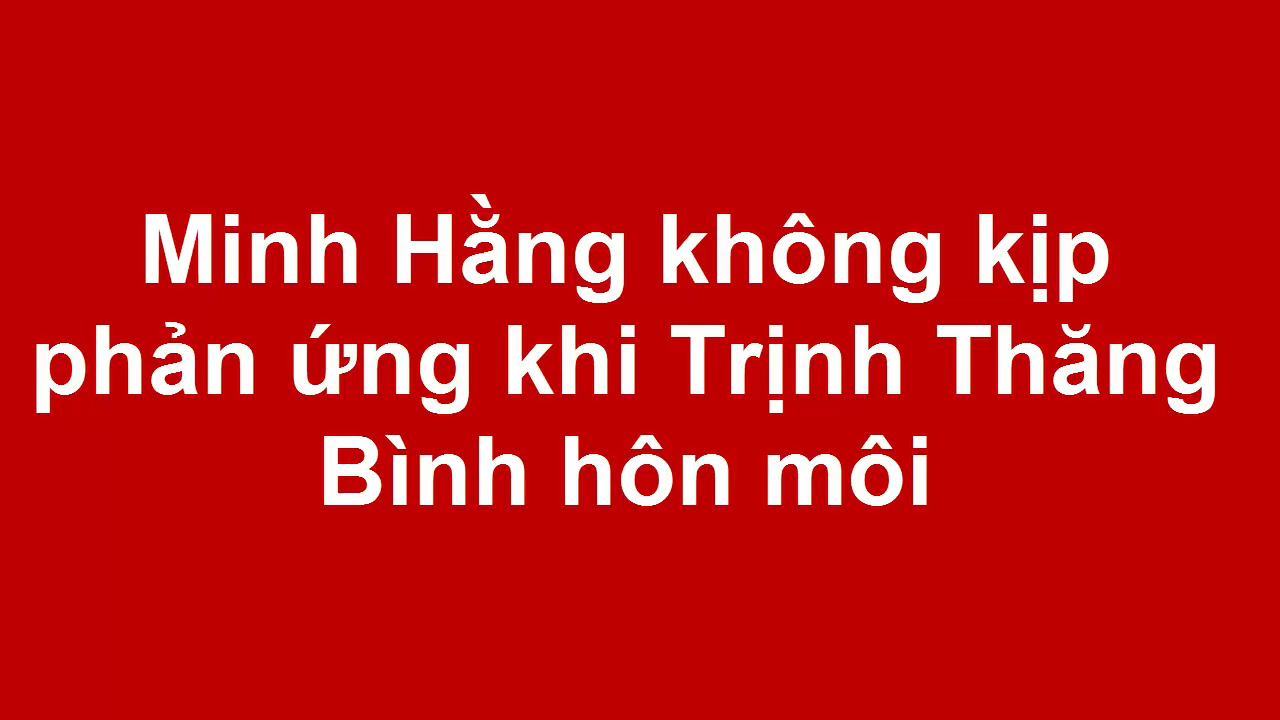 Minh Hằng không kịp
phản ứng khi Trịnh Thăng
Bình hôn môi